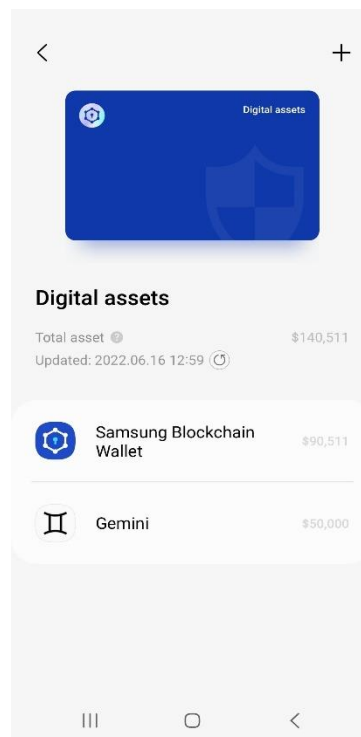 Digital assets
Digital assets
Total asset $140,511
Updated: 2022.06.16 12:59
Samsung Blockchain
Wallet
$90,511
Gemini $50,000